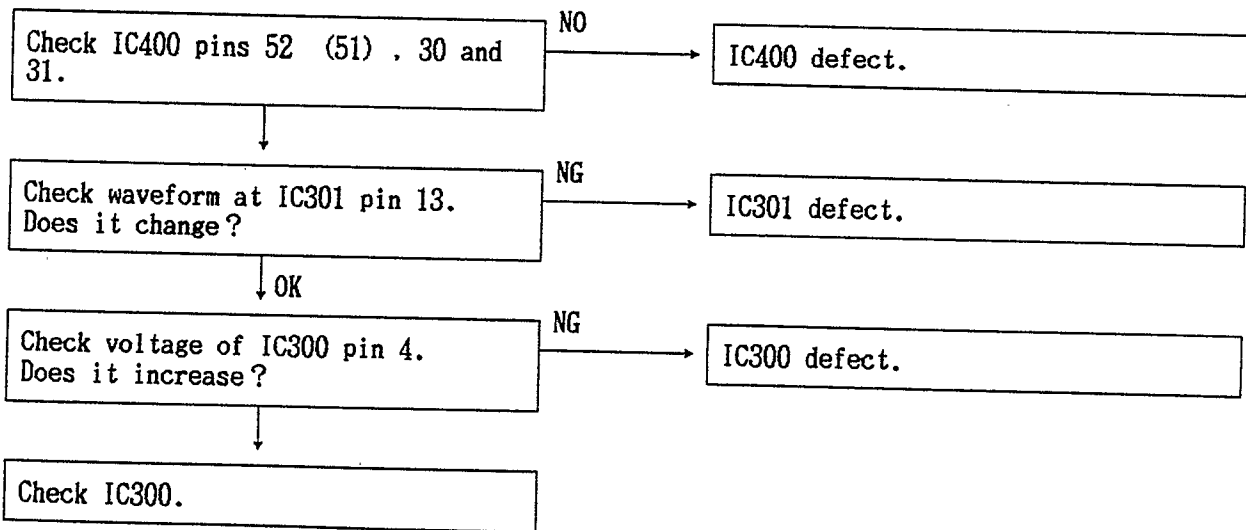 Check IC400 pins 52 (51) . 30 and
31.
NO
IC400 defect.
Check waveform at IC301 pin 13.
Does it change?
NG
IC301 defect.
OK
Check voltage of IC300 pin 4.
Does it increase?
NG
IC300 defect.
Check IC300.